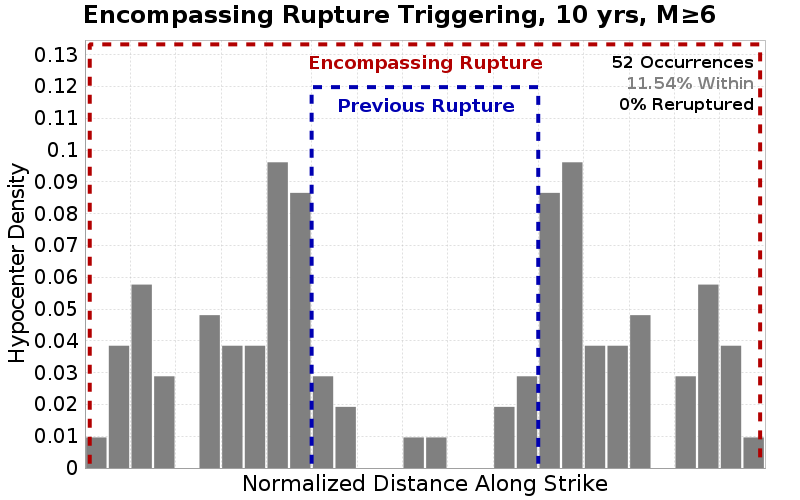 Encompassing Rupture Triggering, 10 yrs, M≥6
Encompassing Rupture
Previous Rupture
52 Occurrences
11.54% Within
0% Reruptured
Hypocenter Density
0.13
0.12
0.11
0.1
0.09
0.08
0.07
0.06
0.05
0.04
0.03
0.02
0.01
0
Normalized Distance Along Strike